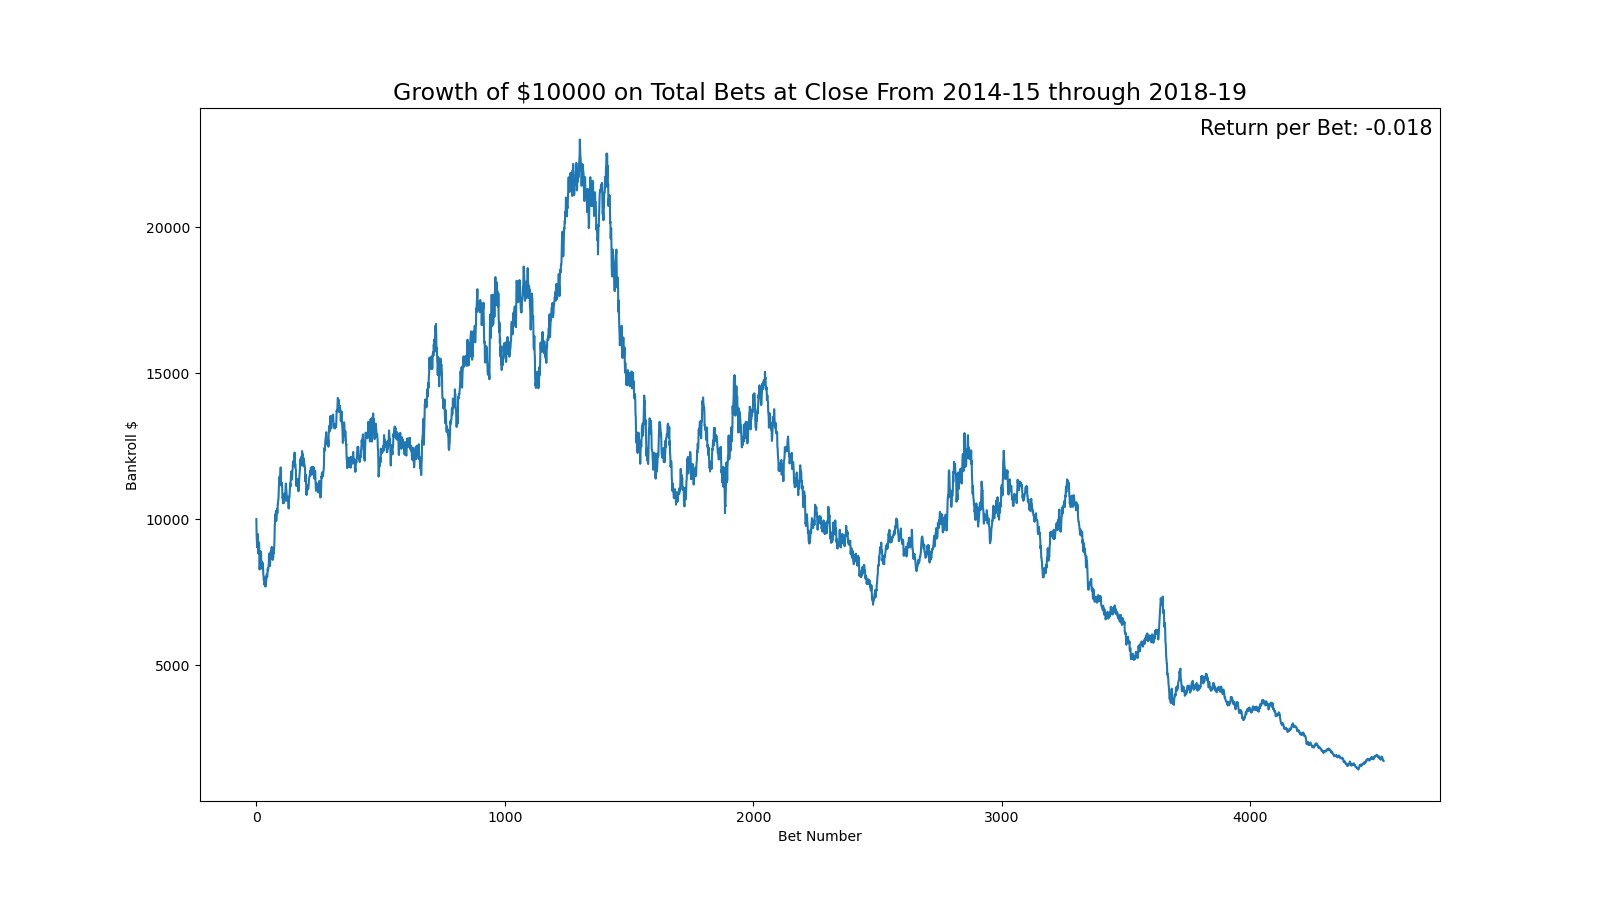 Growth of $10000 on Total Bets at Close From 2014-15 through 2018-19
Return per Bet: -0.018
20000
15000
10000
5000
Bankroll $
0 1000 2000 3000 4000
Bet Number